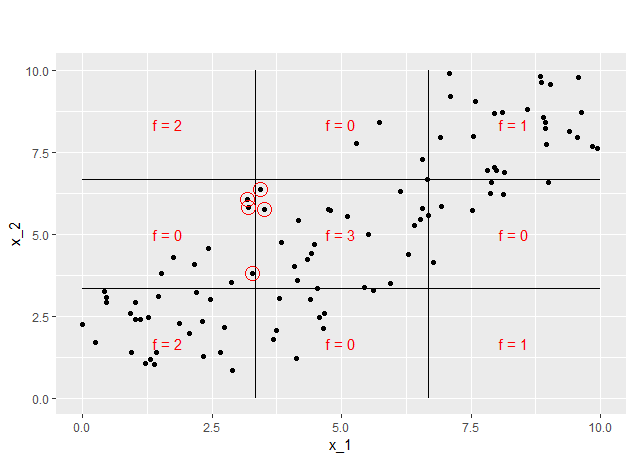 10.0
f = 2 f = 0 f = 1
7.5
x_2
5.0
f = 0 f = 3 f = 0
2.5
f = 2 f = 0 f = 1
0.0
0.0 2.5 5.0 7.5 10.0
x_1